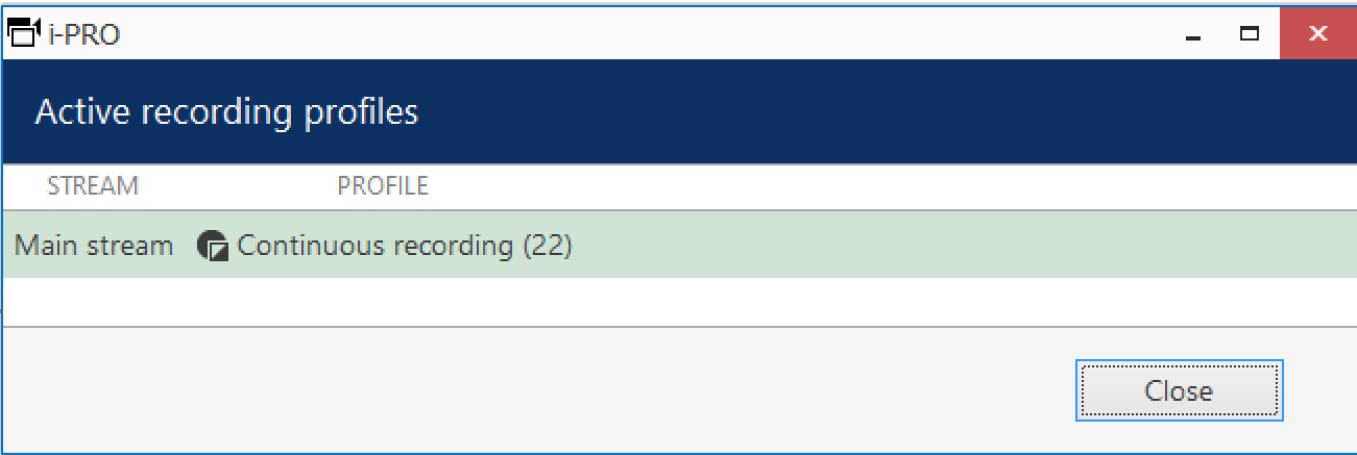 i-PRO
Active recording profiles
STREAM PROFILE
Main stream Continuous recording (22)
Close